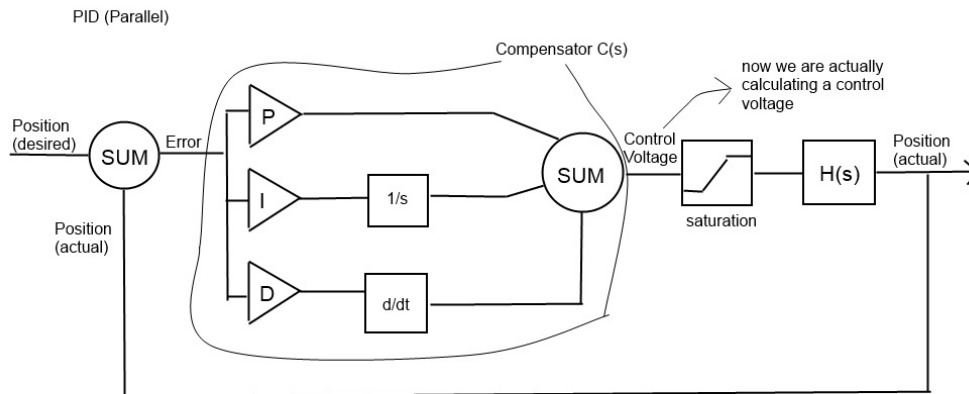 PID (Parallel)
Compensator C(s)
now we are actually
calculating a control
voltage
Position
(desired)
SUM
Error
P
I
1/s
D
d/dt
SUM
Control
Voltage
saturation
H(s)
Position
(actual)
Position
(actual)